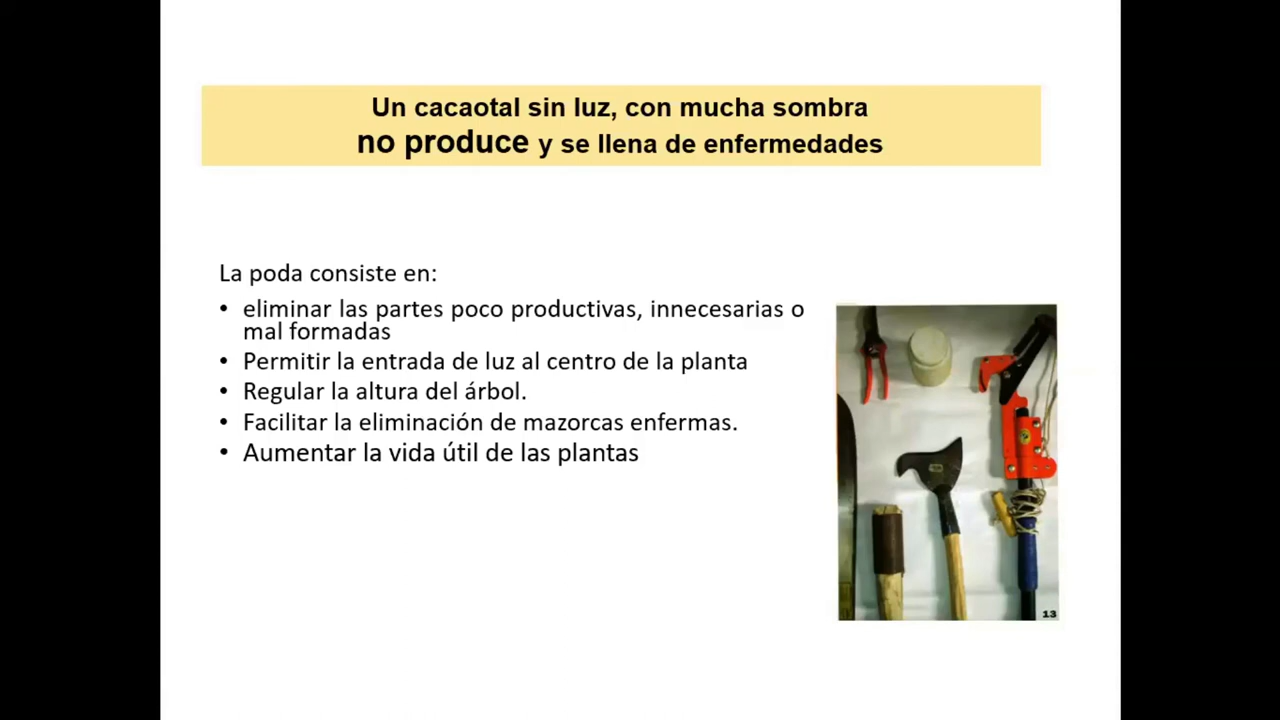 Un cacaotal sin luz, con mucha sombra
no produce y se llena de enfermedades
La poda consiste en:
• eliminar las partes poco productivas, innecesarias o
mal formadas
• Permitir la entrada de luz al centro de la planta
• Regular la altura del árbol.
• Facilitar la eliminación de mazorcas enfermas.
• Aumentar la vida útil de las plantas
13